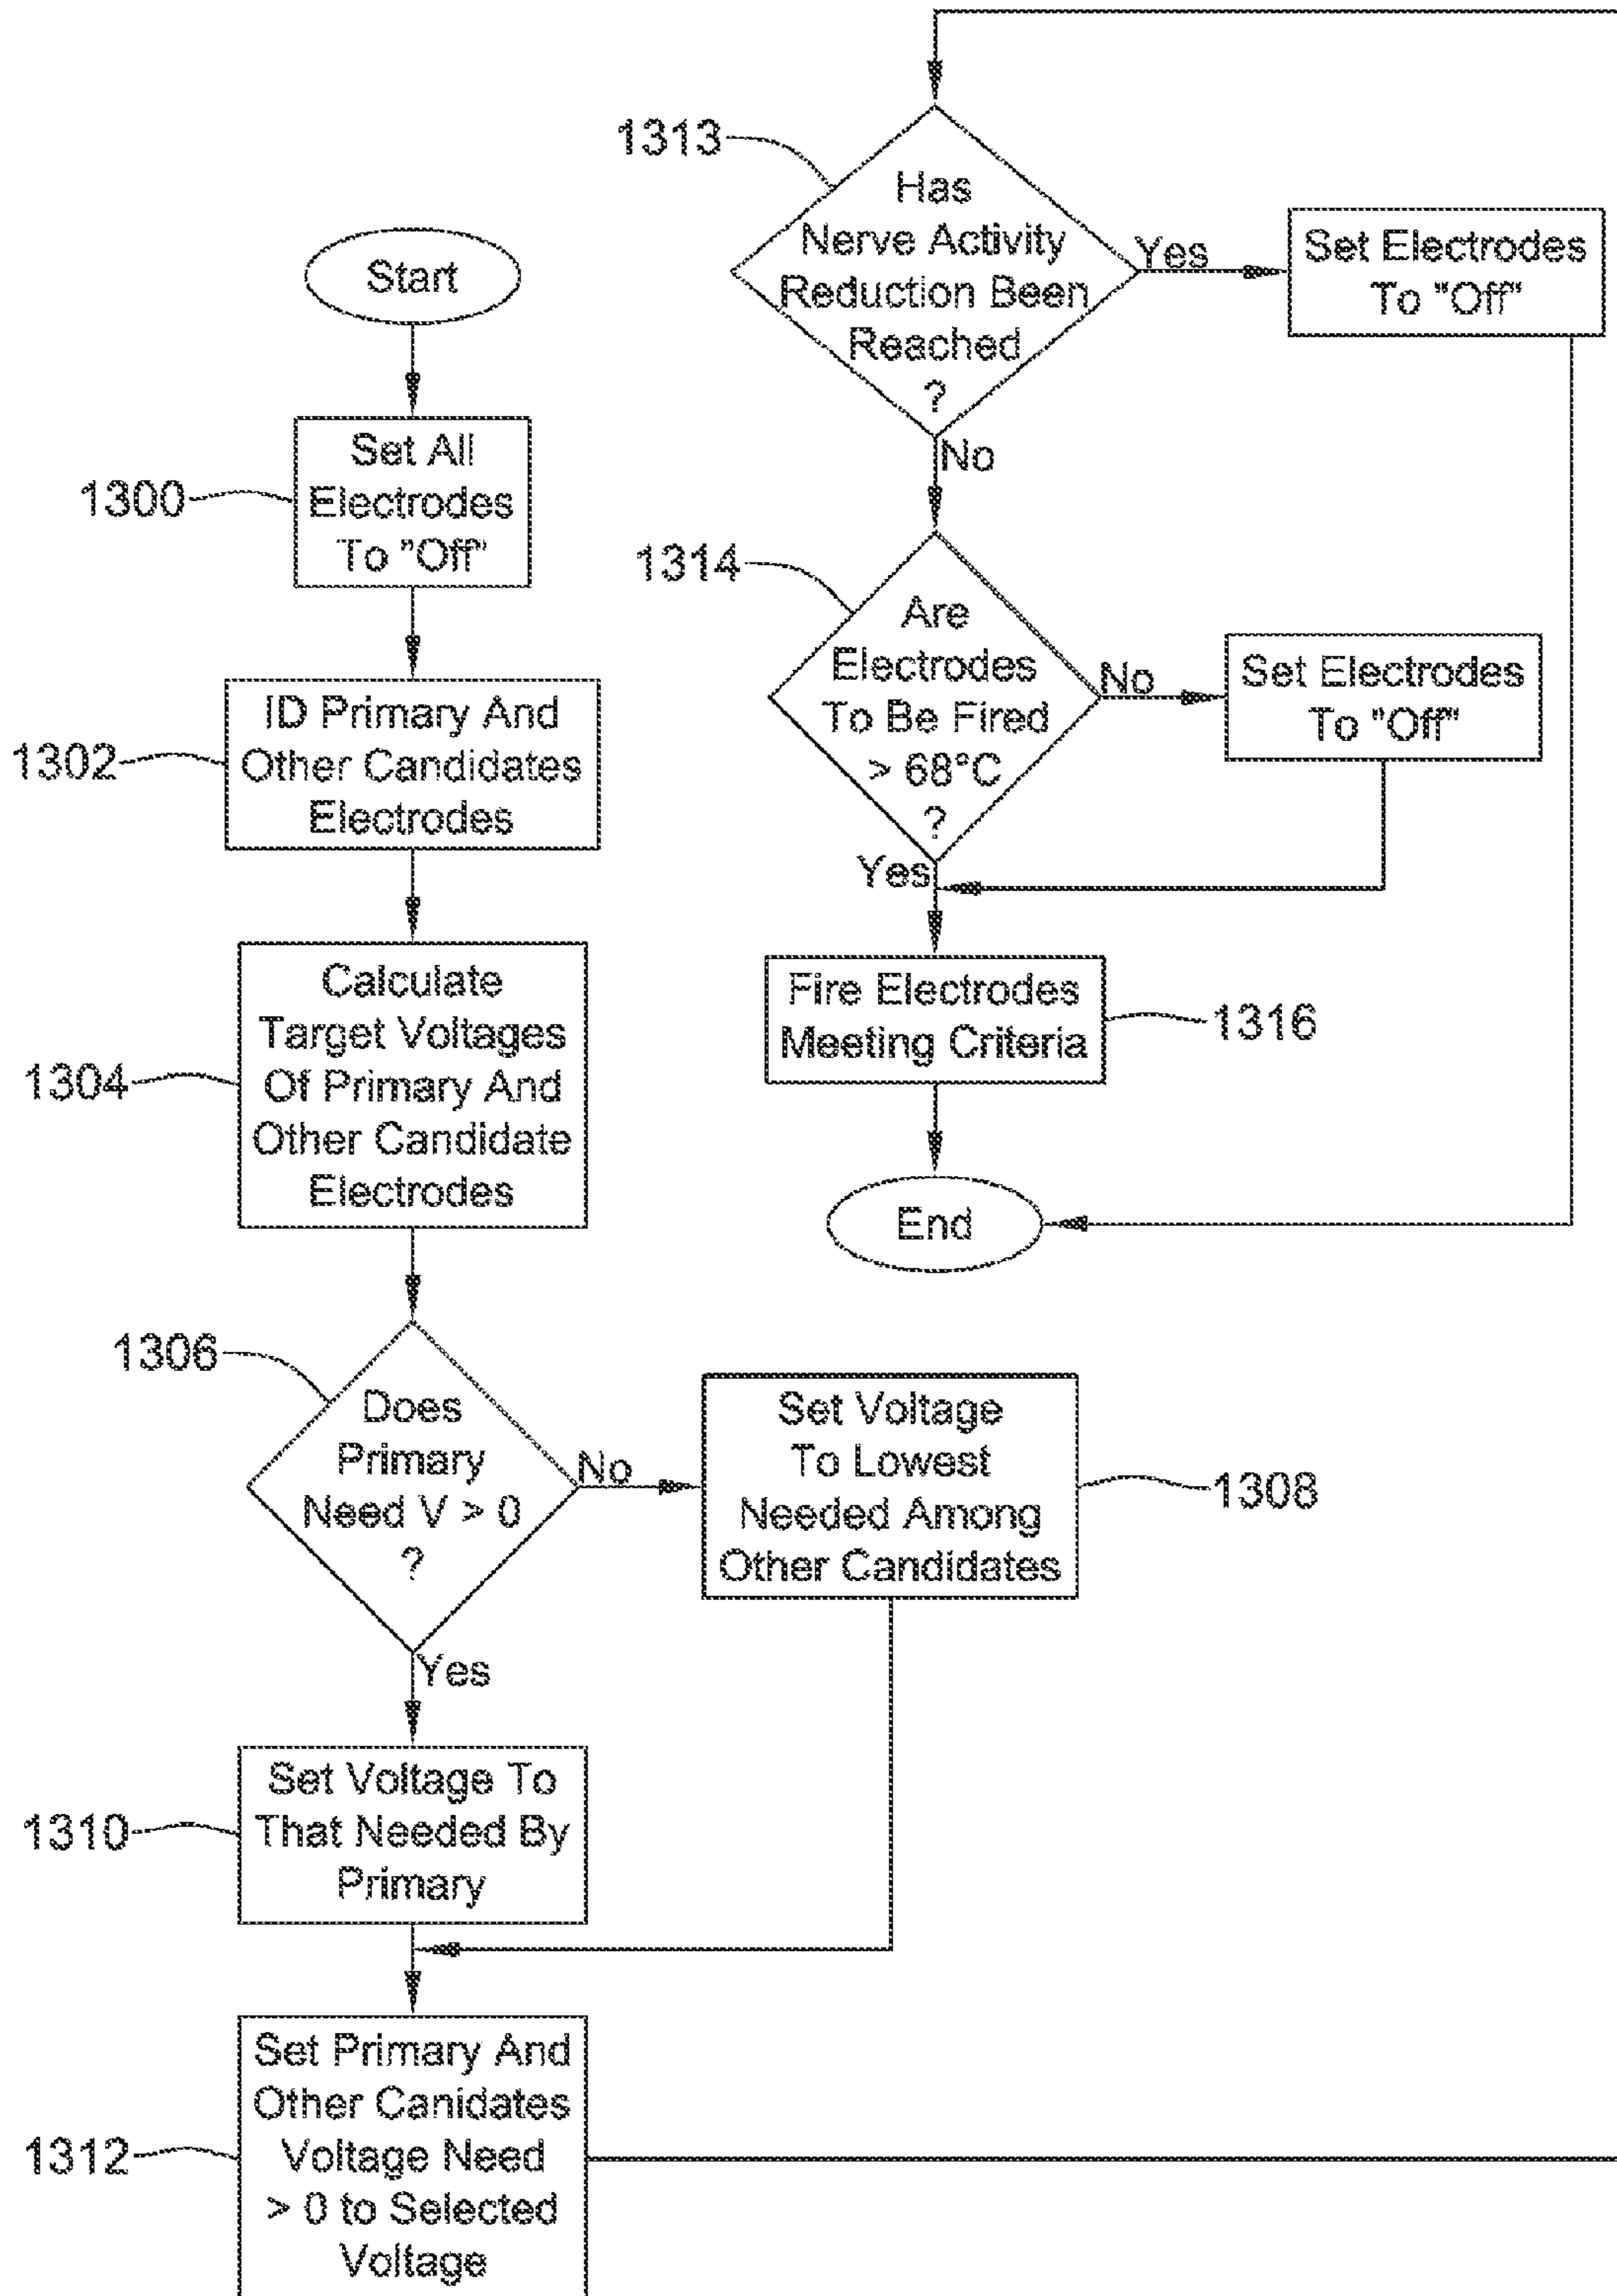 Start
1300
Set All
Electrodes
To "Off"
1302
ID Primary And
Other Candidates
Electrodes
1304
Calculate
Target Voltages
Of Primary And
Other Candidate
Electrodes
1306
Does
Primary
Need V > 0
?
No
Set Voltage
To Lowest
Needed Among
Other Candidates
1308
Yes
1310
Set Voltage To
That Needed By
Primary
1312
Set Primary And
Other Canidates
Voltage Need
> 0 to Selected
Voltage
1313
Has
Nerve Activity
Reduction Been
Reached
?
Yes
Set Electrodes
To "Off"
No
1314
Are
Electrodes
To Be Fired
> 68°C
?
No
Set Electrodes
To "Off"
Yes
Fire Electrodes
Meeting Criteria
1316
End